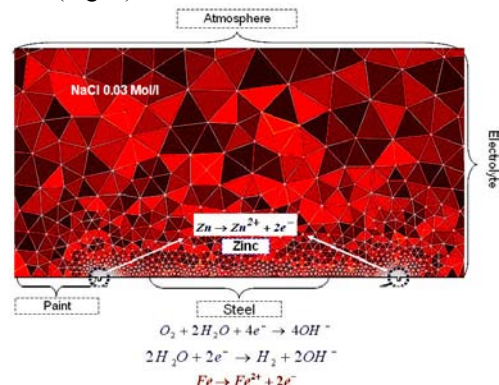 Atmosphere
NaCl 0.03 Mol/l
Electrolyte
Zn → Zn²⁺ + 2e⁻
Zinc
Paint
Steel
O₂ + 2H₂O + 4e⁻ → 4OH⁻
2H₂O + 2e⁻ → H₂ + 2OH⁻
Fe → Fe²⁺ + 2e⁻